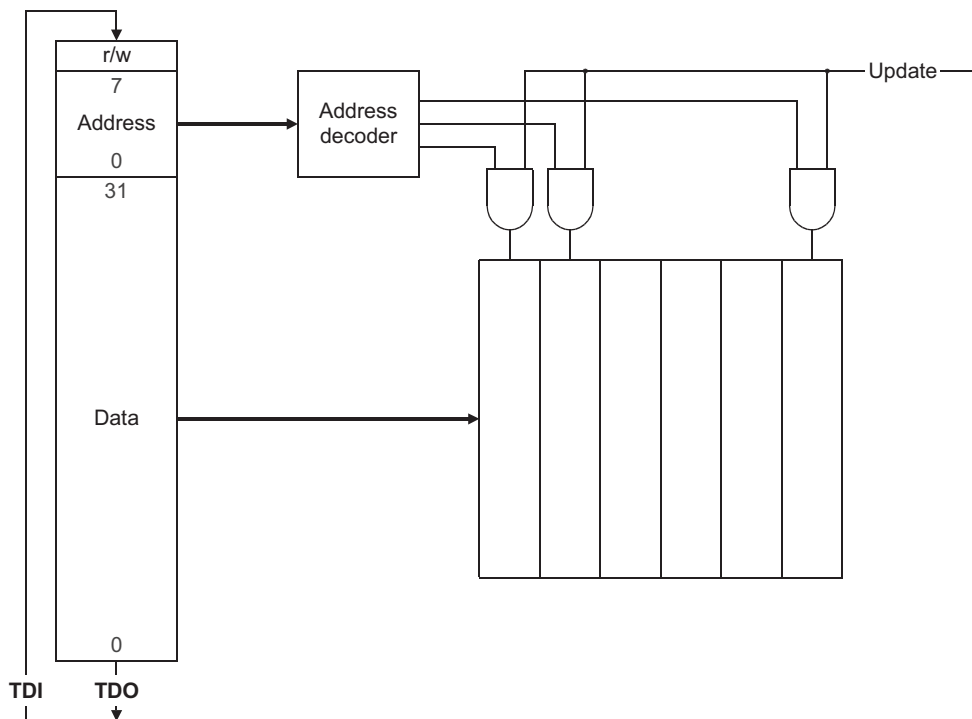 r/w
7
Address
0
31
Data
0
TDI
TDO
Address
decoder
Update